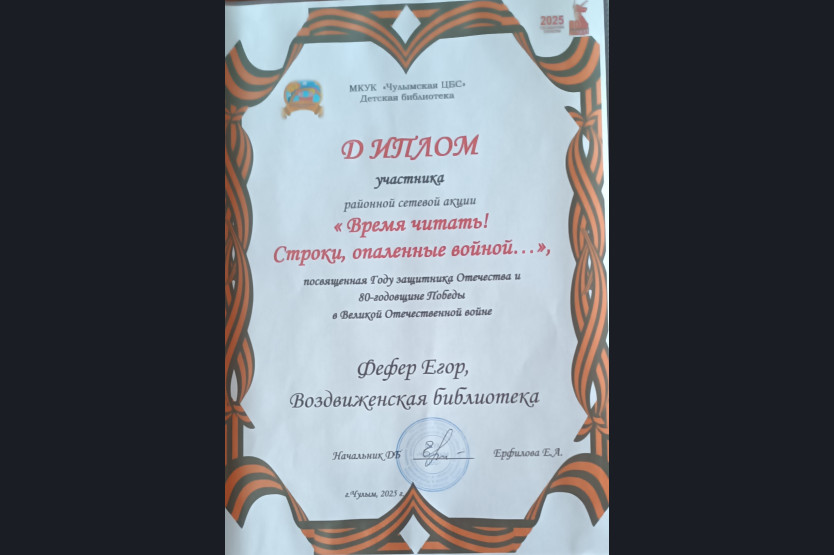 2025
МКУК «Чулымская ЦБС»
Детская библиотека
ДИПЛОМ
участника
районной сетевой акции
« Время читать!
Строки, опаленные войной…»,
посвященная Году защитника Отечества и
80-годовщине Победы
в Великой Отечественной войне
Фефер Егор,
Воздвиженская библиотека
Начальник ДБ Ерфилова Е.А.
г.Чулым, 2025 г.